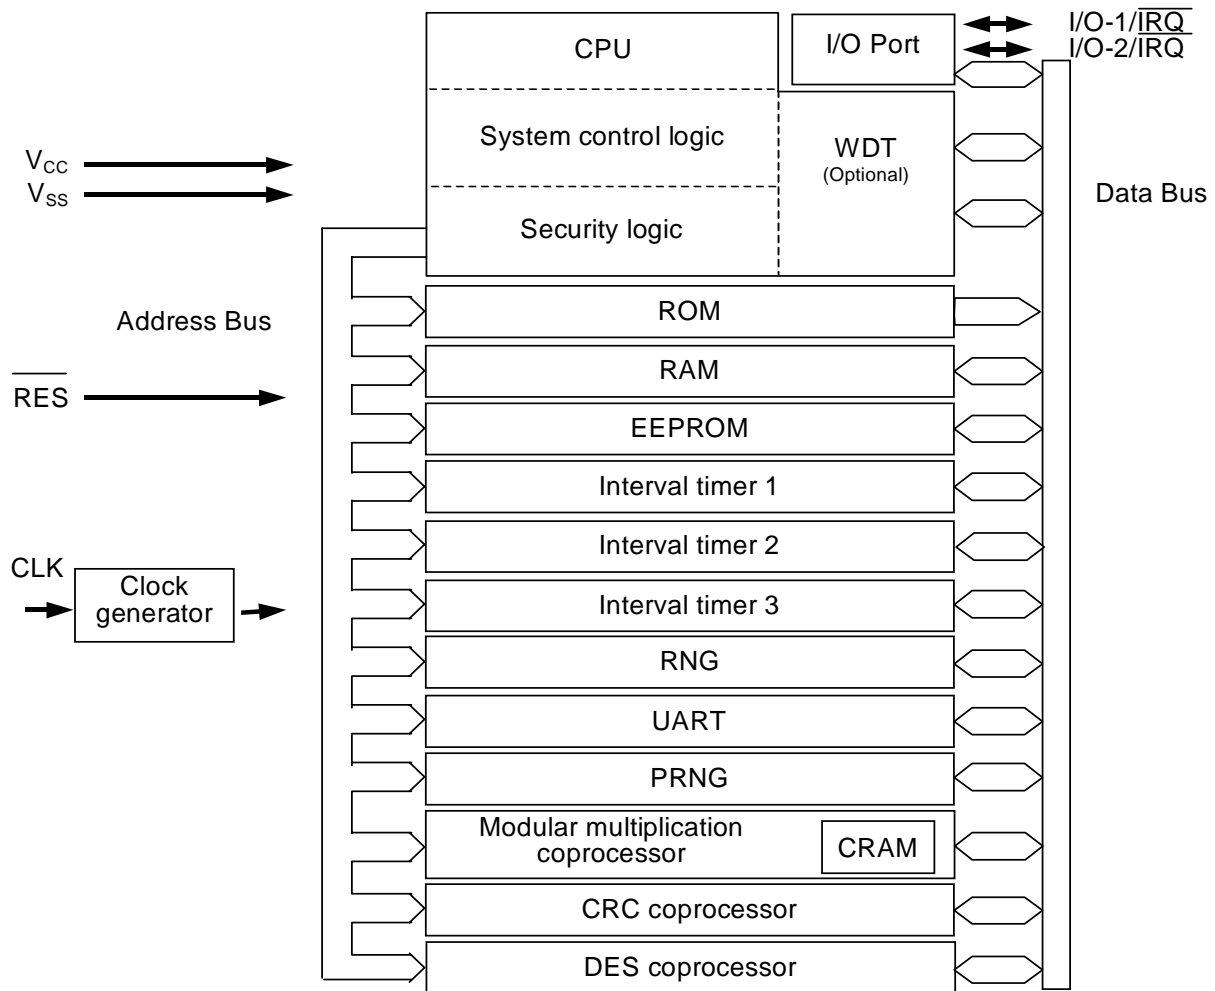 CPU
I/O Port
I/O-1/IRQ
I/O-2/IRQ
System control logic
WDT
(Optional)
VCC
VSS
Data Bus
Security logic
Address Bus
ROM
RES
RAM
EEPROM
Interval timer 1
Interval timer 2
CLK
Clock
generator
Interval timer 3
RNG
UART
PRNG
Modular multiplication
coprocessor
CRAM
CRC coprocessor
DES coprocessor